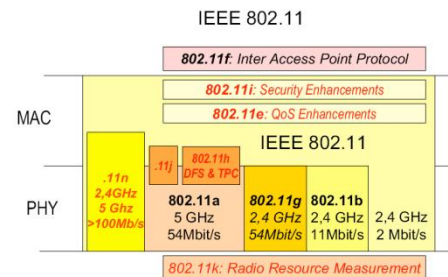 IEEE 802.11
802.11f: Inter Access Point Protocol
802.11i: Security Enhancements
802.11e: QoS Enhancements
MAC
IEEE 802.11
.11n
2,4GHz
5 Ghz
>100Mb/s
.11j
802.11h
DFS & TPC
PHY
802.11a
5 GHz
54Mbit/s
802.11g
2,4 GHz
54Mbit/s
802.11b
2,4 GHz
11Mbit/s
2,4 GHz
2 Mbit/s
802.11k: Radio Resource Measurement